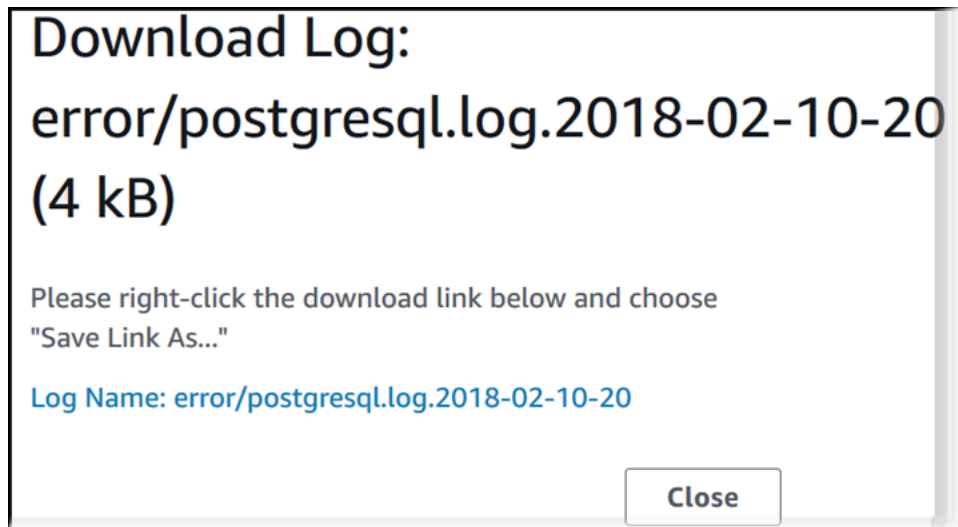 Download Log:
error/postgresql.log.2018-02-10-20
(4 kB)
Please right-click the download link below and choose
"Save Link As..."
Log Name: error/postgresql.log.2018-02-10-20
Close